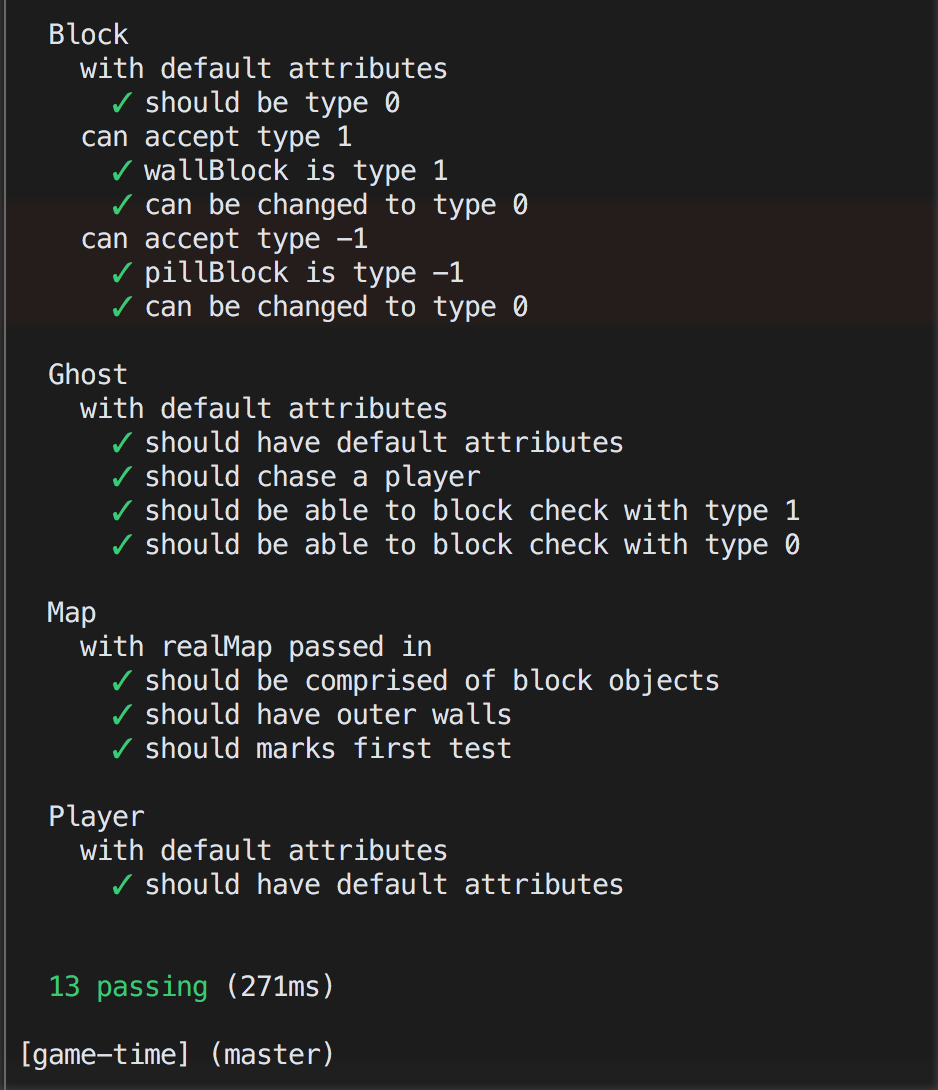 Block
with default attributes
✓ should be type 0
can accept type 1
✓ wallBlock is type 1
✓ can be changed to type 0
can accept type -1
✓ pillBlock is type -1
✓ can be changed to type 0
Ghost
with default attributes
✓ should have default attributes
✓ should chase a player
✓ should be able to block check with type 1
✓ should be able to block check with type 0
Map
with realMap passed in
✓ should be comprised of block objects
✓ should have outer walls
✓ should marks first test
Player
with default attributes
✓ should have default attributes
13 passing (271ms)
[game-time] (master)